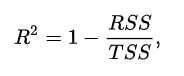 R² = 1 − RSS/TSS,